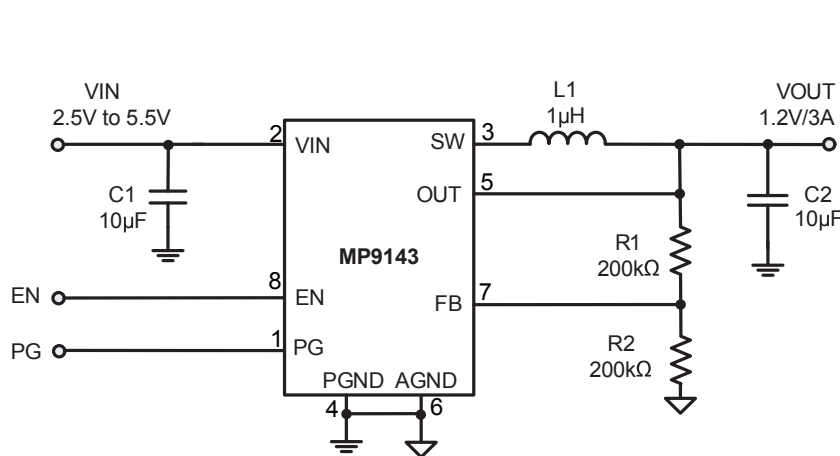 VIN
2.5V to 5.5V
C1
10µF
EN
PG
2
8
1
VIN
EN
PG
MP9143
SW
OUT
FB
PGND AGND
4
6
3
5
7
L1
1µH
R1
200kΩ
R2
200kΩ
VOUT
1.2V/3A
C2
10µF